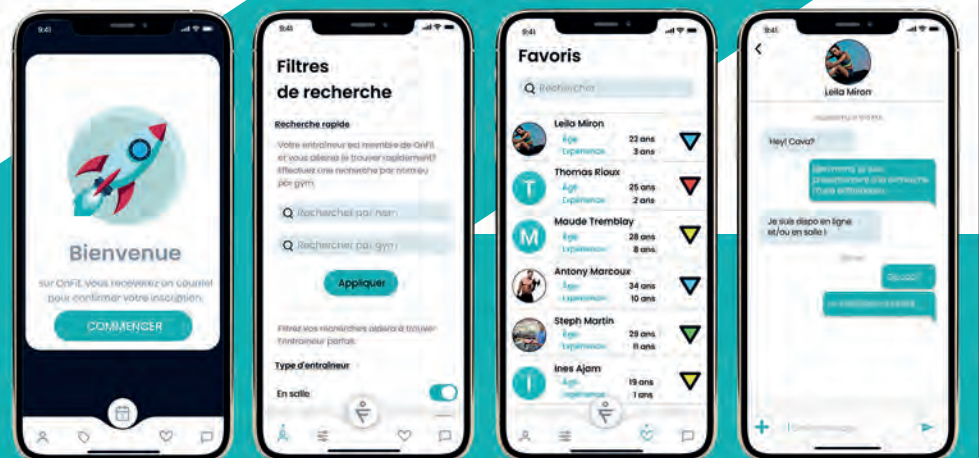 9:41
Bienvenue
sur OnFit, vous recevrez un courriel
pour confirmer votre inscription.
COMMENCER
9:41
Filtres
de recherche
Recherche rapide
Votre entraîneur est membre de OnFit
et vous désirez le trouver rapidement?
Effectuez une recherche par nom ou
par gym.
Rechercher par nom
Rechercher par gym
Appliquer
Filtrez vos recherches aidera à trouver
l'entraîneur parfait.
Type d'entraîneur
En salle
9:41
Favoris
Rechercher
Leila Miron
Âge 22 ans
Expérience 3 ans
Thomas Rioux
Âge 25 ans
Expérience 2 ans
T
Maude Tremblay
Âge 28 ans
Expérience 8 ans
M
Antony Marcoux
Âge 34 ans
Expérience 10 ans
Steph Martin
Âge 29 ans
Expérience 11 ans
Ines Ajam
Âge 19 ans
Expérience 1 ans
I
9:41
Leila Miron
Hey! Cava?
Je suis dispo en ligne
et/ou en salle !